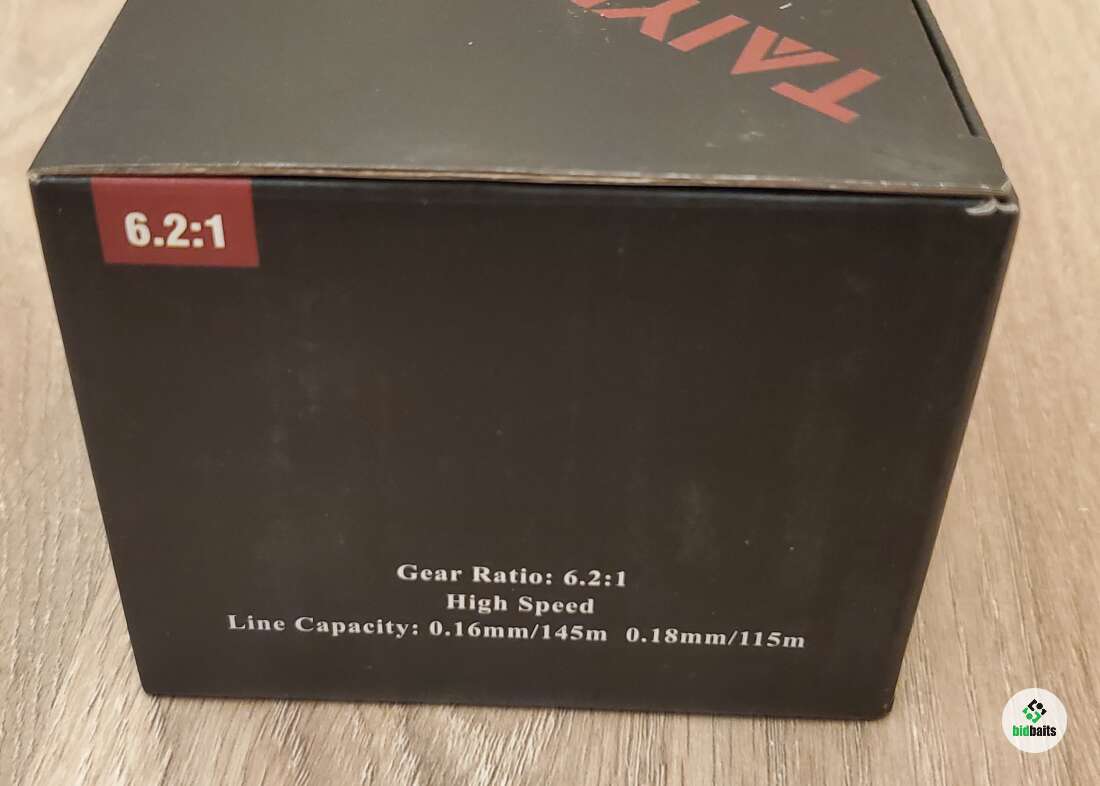 TAIY
6.2:1
Gear Ratio: 6.2:1
High Speed
Line Capacity: 0.16mm/145m 0.18mm/115m
bidbaits